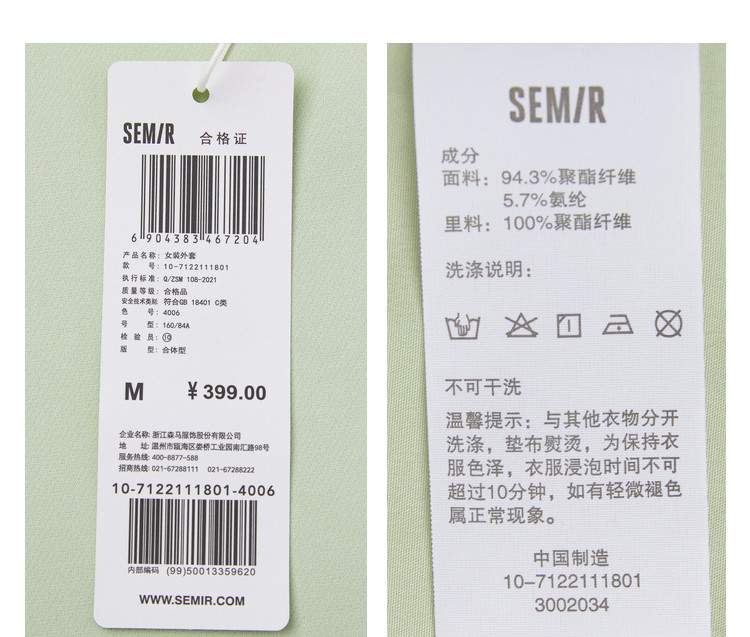 SEMIR 合格证
6 904383 467204
产品名称: 女装外套
款 号: 10-7122111801
执行标准: Q/ZSM 108-2021
质量等级: 合格品
安全技术类别: 符合GB 18401 C类
色 号: 4006
号 型: 160/84A
检 验 员: 10
版 型: 合体型
M ¥399.00
企业名称: 浙江森马服饰股份有限公司
地 址: 温州市瓯海区娄桥工业园南汇路98号
服务热线: 400-8877-588
招商热线: 021-67288111 021-67288222
10-7122111801-4006
内部编码 (99)50013359620
WWW.SEMIR.COM
SEMIR
成分
面料: 94.3%聚酯纤维
5.7%氨纶
里料: 100%聚酯纤维
洗涤说明:
不可干洗
温馨提示: 与其他衣物分开
洗涤，垫布熨烫，为保持衣
服色泽，衣服浸泡时间不可
超过10分钟，如有轻微褪色
属正常现象。
中国制造
10-7122111801
3002034